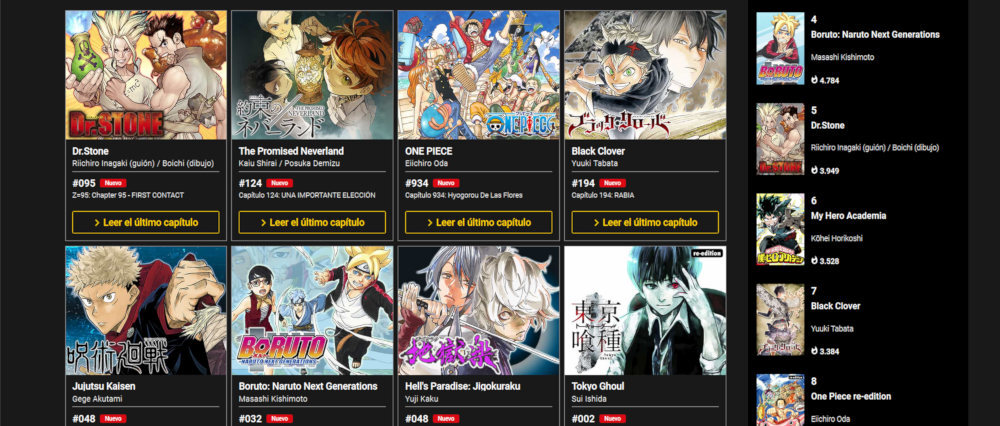 Dr.STONE
Dr.Stone
Riichiro Inagaki (guión) / Boichi (dibujo)
#095 Nuevo
Z=95: Chapter 95 - FIRST CONTACT
> Leer el último capítulo
約束の
ネバーランド
THE PROMISED NEVERLAND
The Promised Neverland
Kaiu Shirai / Posuka Demizu
#124 Nuevo
Capítulo 124: UNA IMPORTANTE ELECCIÓN
> Leer el último capítulo
ONE PIECE
ONE PIECE
Eiichiro Oda
#934 Nuevo
Capítulo 934: Hyogorou De Las Flores
> Leer el último capítulo
ブラッククローバー
Black Clover
Yuuki Tabata
#194 Nuevo
Capítulo 194: RABIA
> Leer el último capítulo
呪術廻戦
Jujutsu Kaisen
Gege Akutami
#048 Nuevo
BORUTO
-NARUTO NEXT GENERATIONS-
Boruto: Naruto Next Generations
Masashi Kishimoto
#032 Nuevo
地獄楽
Hell's Paradise: Jigokuraku
Yuji Kaku
#048 Nuevo
re-edition
東京
喰種
Tokyo Ghoul
Sui Ishida
#002 Nuevo
BORUTO
4
Boruto: Naruto Next Generations
Masashi Kishimoto
4.784
Dr.STONE
5
Dr.Stone
Riichiro Inagaki (guión) / Boichi (dibujo)
3.949
6
My Hero Academia
Kōhei Horikoshi
3.528
7
Black Clover
Yuuki Tabata
3.384
8
One Piece re-edition
Eiichiro Oda